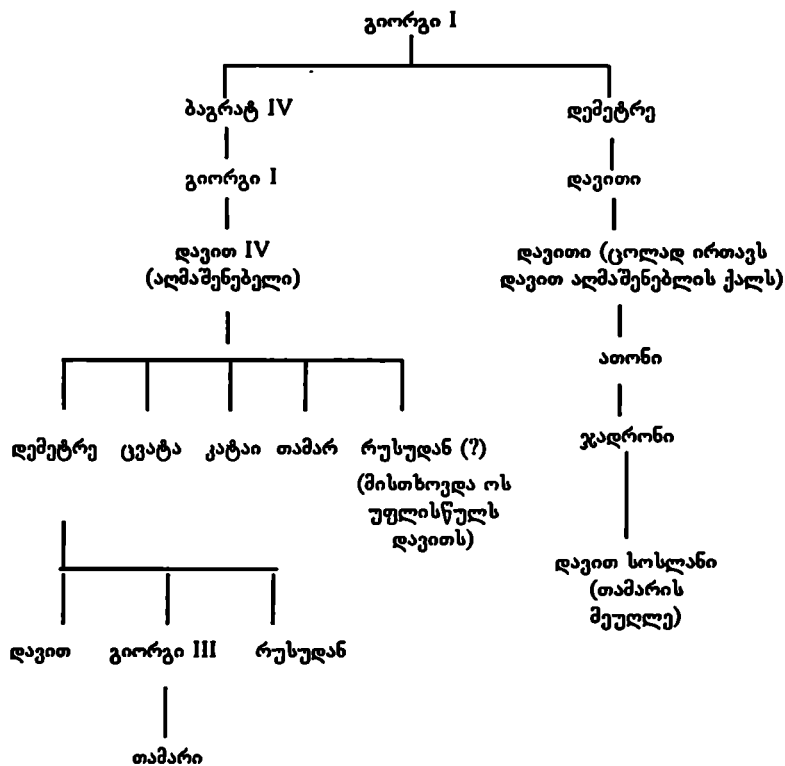 გიორგი I
ბაგრატ IV
დემეტრე
გიორგი I
დავითი
დავით IV
(აღმაშენებელი)
დავითი (ცოლად ირთავს
დავით აღმაშენებლის ქალს)
ათონი
ჯადრონი
დემეტრე ცვატა კატაი თამარ რუსუდან (?)
(მისთხოვდა ოს
უფლისწულს
დავითს)
დავით სოსლანი
(თამარის
მეუღლე)
დავით გიორგი III რუსუდან
თამარი